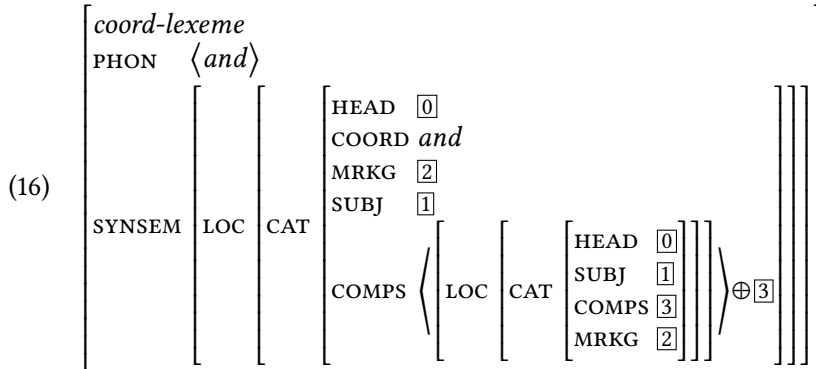 coord-lexeme
PHON ⟨and⟩
HEAD 0
COORD and
MRKG 2
SUBJ 1
(16) SYNSEM LOC CAT
COMPS ⟨[LOC [CAT [HEAD 0
SUBJ 1
COMPS 3
MRKG 2]]]⟩⊕3